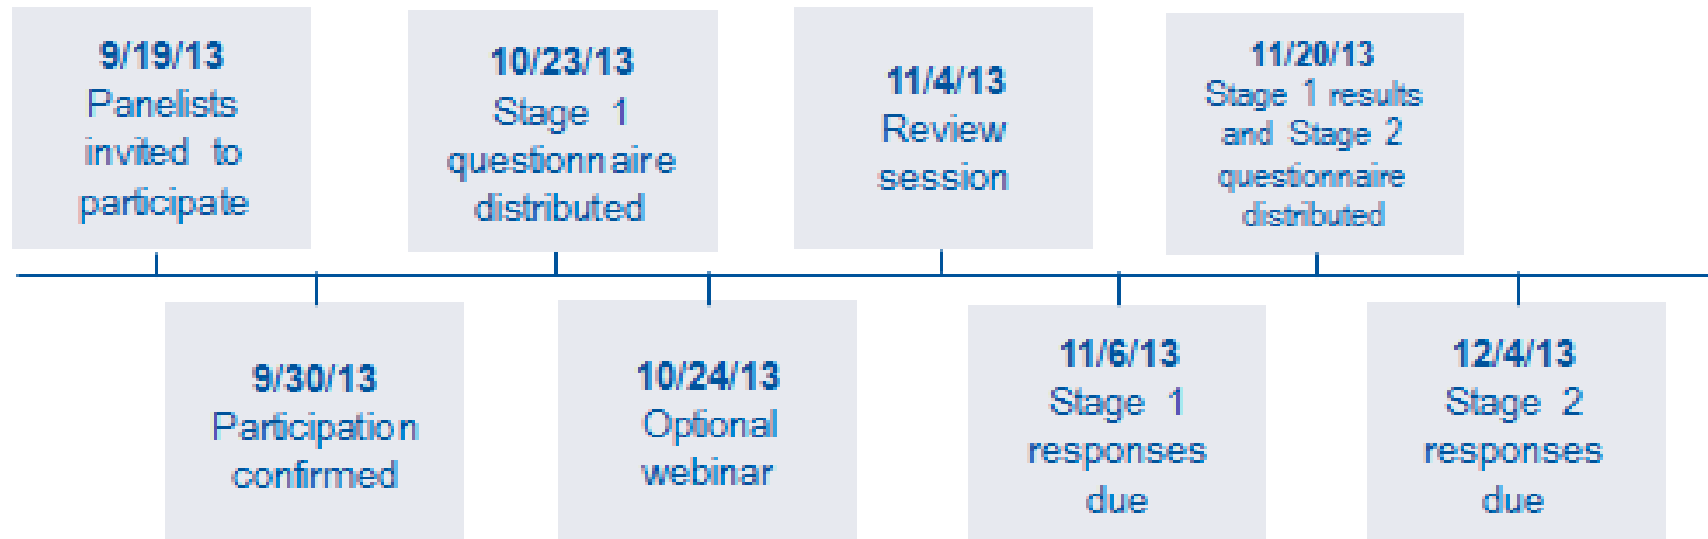 9/19/13
Panelists
invited to
participate
10/23/13
Stage 1
questionnaire
distributed
11/4/13
Review
session
11/20/13
Stage 1 results
and Stage 2
questionnaire
distributed
9/30/13
Participation
confirmed
10/24/13
Optional
webinar
11/6/13
Stage 1
responses
due
12/4/13
Stage 2
responses
due